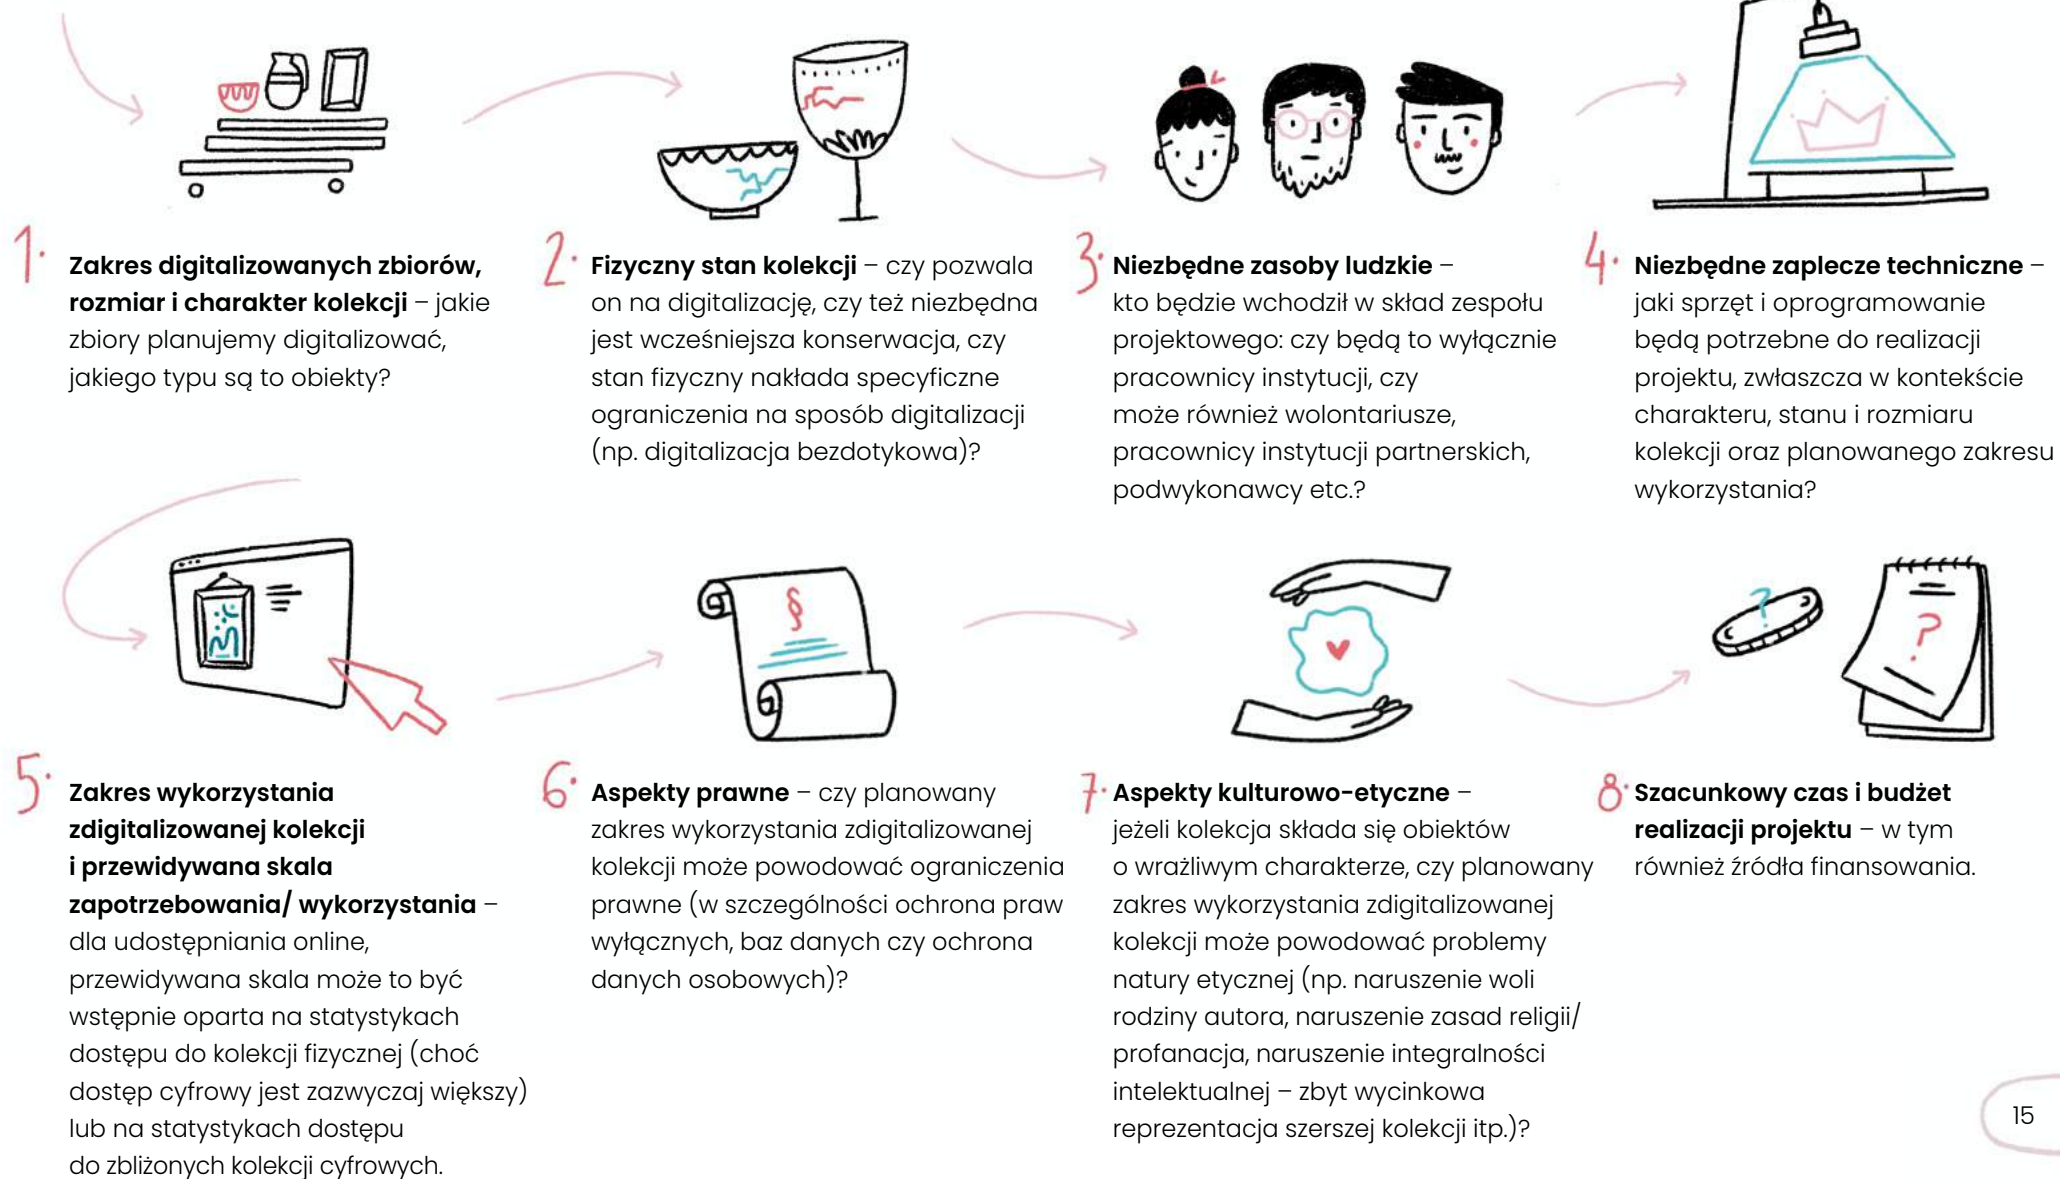 1.
Zakres digitalizowanych zbiorów,
rozmiar i charakter kolekcji – jakie
zbiory planujemy digitalizować,
jakiego typu są to obiekty?
2.
Fizyczny stan kolekcji – czy pozwala
on na digitalizację, czy też niezbędna
jest wcześniejsza konserwacja, czy
stan fizyczny nakłada specyficzne
ograniczenia na sposób digitalizacji
(np. digitalizacja bezdotykowa)?
3.
Niezbędne zasoby ludzkie –
kto będzie wchodził w skład zespołu
projektowego: czy będą to wyłącznie
pracownicy instytucji, czy
może również wolontariusze,
pracownicy instytucji partnerskich,
podwykonawcy etc.?
4.
Niezbędne zaplecze techniczne –
jaki sprzęt i oprogramowanie
będą potrzebne do realizacji
projektu, zwłaszcza w kontekście
charakteru, stanu i rozmiaru
kolekcji oraz planowanego zakresu
wykorzystania?
5.
Zakres wykorzystania
zdigitalizowanej kolekcji
i przewidywana skala
zapotrzebowania/ wykorzystania –
dla udostępniania online,
przewidywana skala może to być
wstępnie oparta na statystykach
dostępu do kolekcji fizycznej (choć
dostęp cyfrowy jest zazwyczaj większy)
lub na statystykach dostępu
do zbliżonych kolekcji cyfrowych.
§
6.
Aspekty prawne – czy planowany
zakres wykorzystania zdigitalizowanej
kolekcji może powodować ograniczenia
prawne (w szczególności ochrona praw
wyłącznych, baz danych czy ochrona
danych osobowych)?
7.
Aspekty kulturowo-etyczne –
jeżeli kolekcja składa się obiektów
o wrażliwym charakterze, czy planowany
zakres wykorzystania zdigitalizowanej
kolekcji może powodować problemy
natury etycznej (np. naruszenie woli
rodziny autora, naruszenie zasad religii/
profanacja, naruszenie integralności
intelektualnej – zbyt wycinkowa
reprezentacja szerszej kolekcji itp.)?
?
?
8.
Szacunkowy czas i budżet
realizacji projektu – w tym
również źródła finansowania.
15